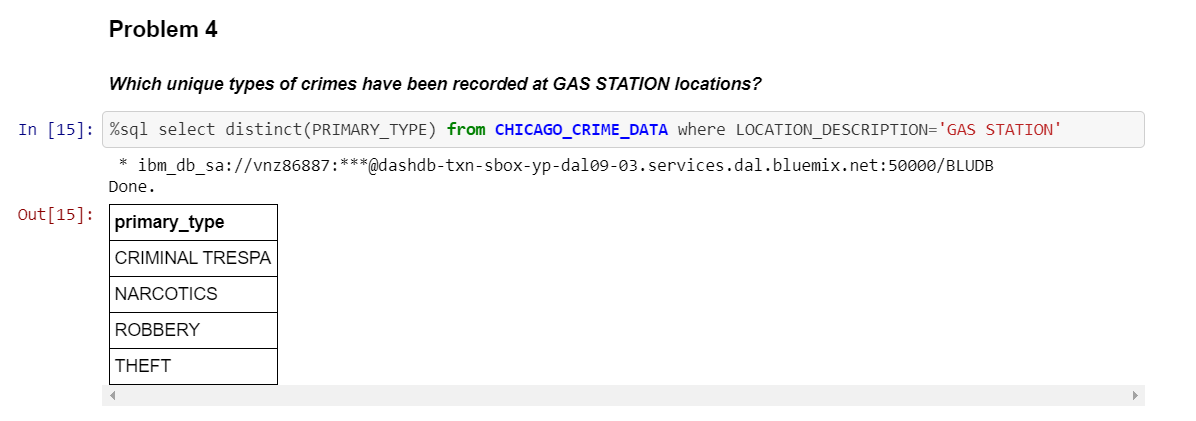 Problem 4
Which unique types of crimes have been recorded at GAS STATION locations?
In [15]: %sql select distinct(PRIMARY_TYPE) from CHICAGO_CRIME_DATA where LOCATION_DESCRIPTION='GAS STATION'
* ibm_db_sa://vnz86887:***@dashdb-txn-sbox-yp-dal09-03.services.dal.bluemix.net:50000/BLUDB
Done.
Out[15]: primary_type
CRIMINAL TRESPA
NARCOTICS
ROBBERY
THEFT